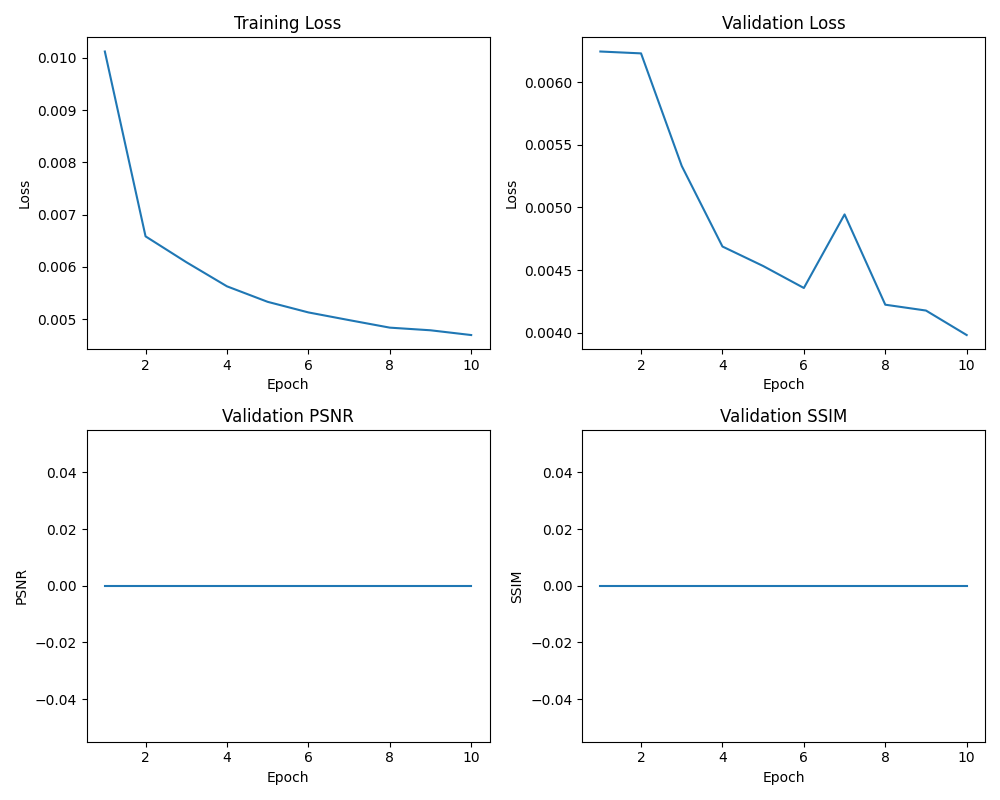 Training Loss
Validation Loss
0.010
0.009
0.008
0.007
0.006
0.005
Loss
2 4 6 8 10
Epoch
0.0060
0.0055
0.0050
0.0045
0.0040
Loss
2 4 6 8 10
Epoch
Validation PSNR
0.04
0.02
0.00
−0.02
−0.04
PSNR
2 4 6 8 10
Epoch
Validation SSIM
0.04
0.02
0.00
−0.02
−0.04
SSIM
2 4 6 8 10
Epoch